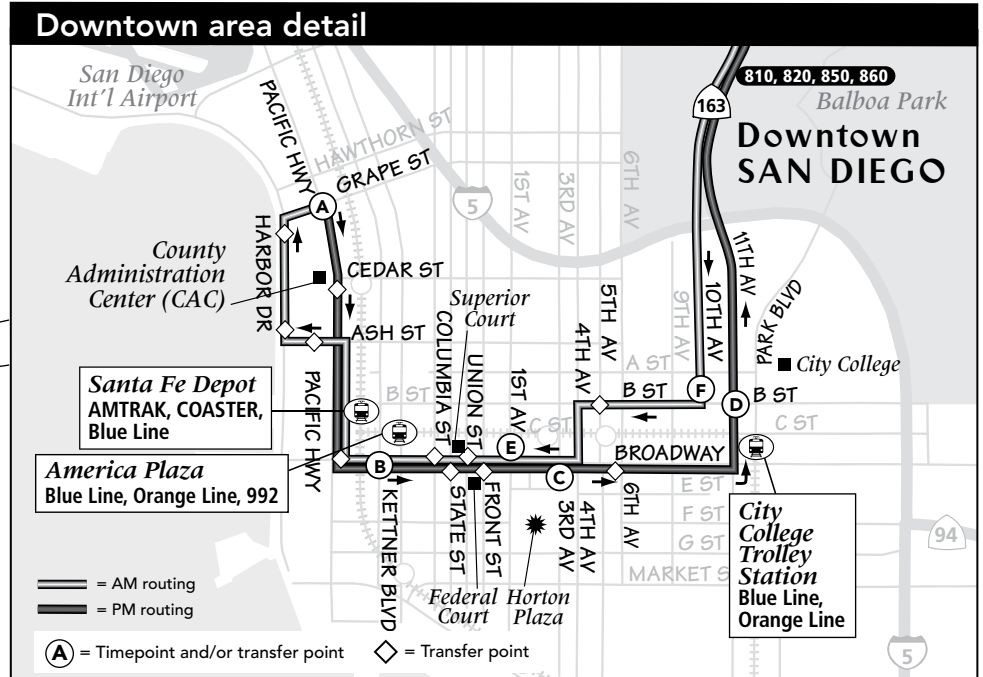 Downtown area detail
San Diego
Int'l Airport
PACIFIC HWY
HAWTHORN ST
GRAPE ST
5
1ST AV
3RD AV
6TH AV
810, 820, 850, 860
163
Balboa Park
Downtown
SAN DIEGO
A
HARBOR DR
County
Administration
Center (CAC)
CEDAR ST
ASH ST
Superior
Court
COLUMBIA ST
UNION ST
1ST AV
4TH AV
5TH AV
9TH AV
10TH AV
11TH AV
PARK BLVD
City College
A ST
B ST
F
D
B ST
B ST
C ST
C ST
Santa Fe Depot
AMTRAK, COASTER,
Blue Line
PACIFIC HWY
America Plaza
Blue Line, Orange Line, 992
B
E
C
BROADWAY
E ST
F ST
G ST
MARKET S
KETTNER BLVD
STATE ST
FRONT ST
3RD AV
4TH AV
6TH AV
Federal
Court
Horton
Plaza
City
College
Trolley
Station
Blue Line,
Orange Line
94
5
= AM routing
= PM routing
A = Timepoint and/or transfer point
= Transfer point